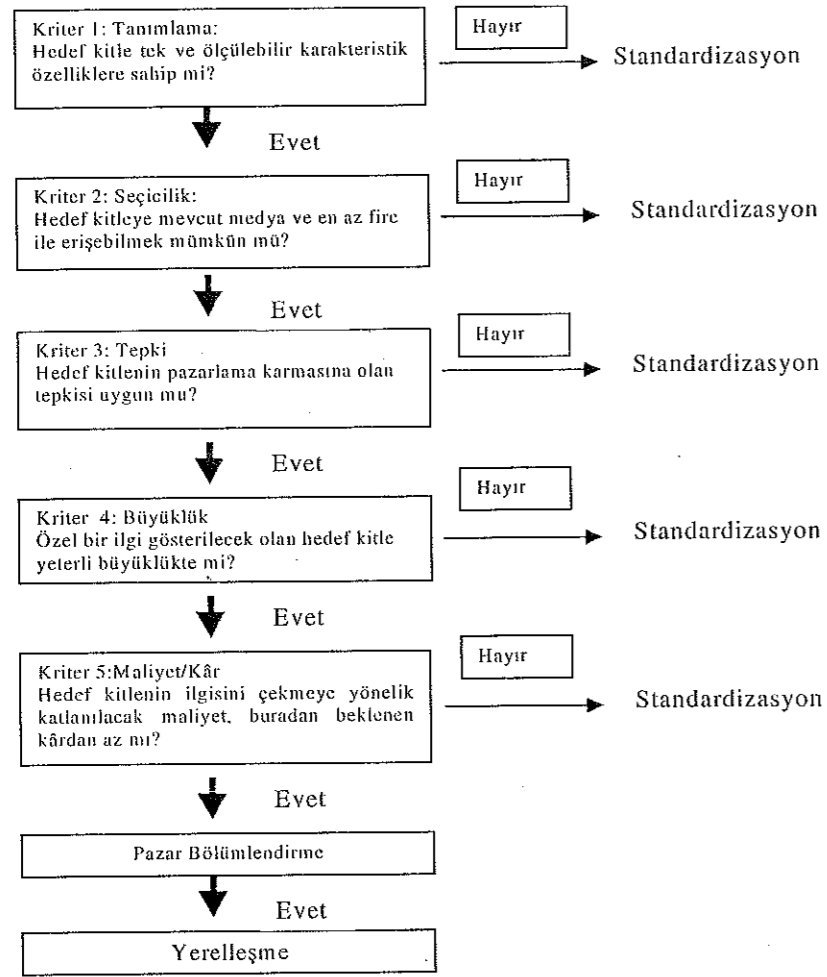 Kriter 1: Tanımlama:
Hedef kitle tek ve ölçülebilir karakteristik
özelliklere sahip mi?
Hayır
Standardizasyon
Evet
Kriter 2: Seçicilik:
Hedef kitleye mevcut medya ve en az fire
ile erişebilmek mümkün mü?
Hayır
Standardizasyon
Evet
Kriter 3: Tepki
Hedef kitlenin pazarlama karmasına olan
tepkisi uygun mu?
Hayır
Standardizasyon
Evet
Kriter 4: Büyüklük
Özel bir ilgi gösterilecek olan hedef kitle
yeterli büyüklükte mi?
Hayır
Standardizasyon
Evet
Kriter 5:Maliyet/Kâr
Hedef kitlenin ilgisini çekmeye yönelik
katlanılacak maliyet, buradan beklenen
kârdan az mı?
Hayır
Standardizasyon
Evet
Pazar Bölümlendirme
Evet
Yerelleşme